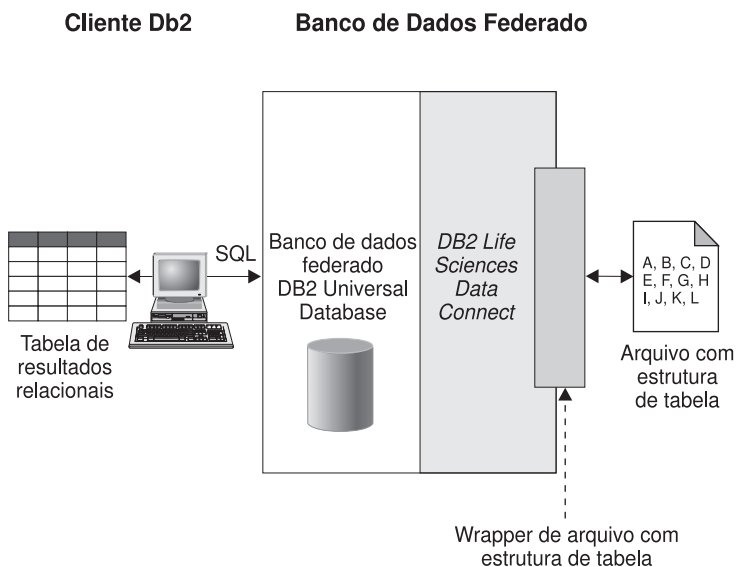 Cliente Db2
Banco de Dados Federado
SQL
Banco de dados
federado
DB2 Universal
Database
DB2 Life
Sciences
Data
Connect
A, B, C, D
E, F, G, H
I, J, K, L
Tabela de
resultados
relacionais
Arquivo com
estrutura
de tabela
Wrapper de arquivo com
estrutura de tabela